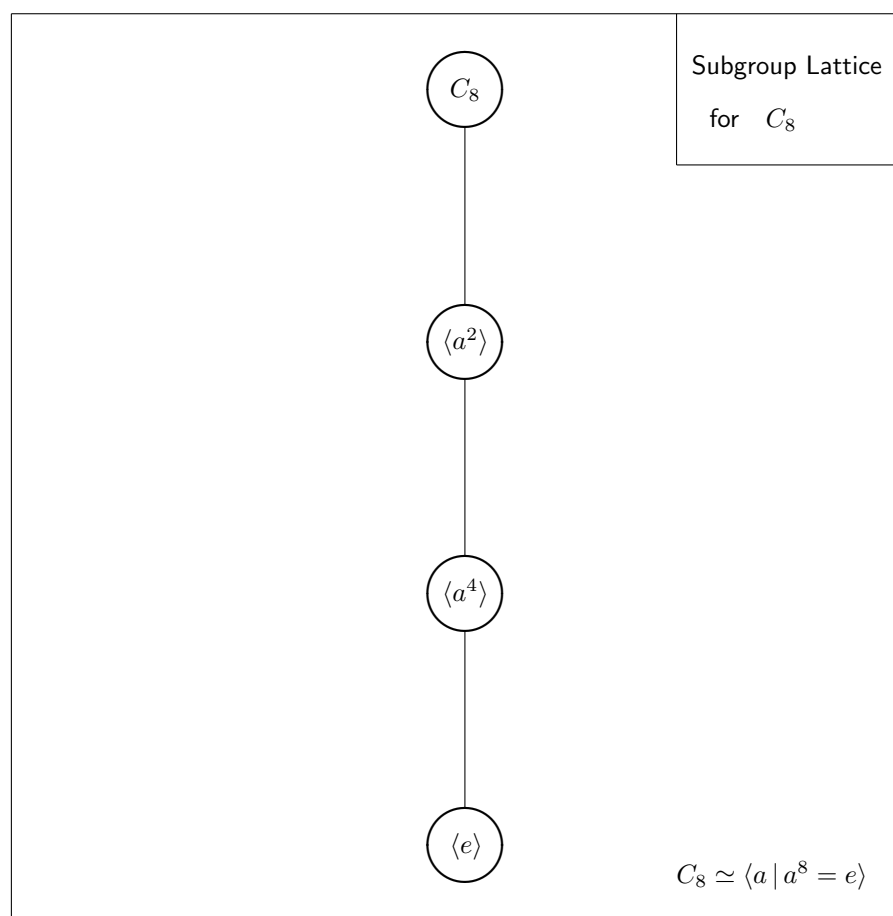 Subgroup Lattice
for C₈
C₈
⟨a²⟩
⟨a⁴⟩
⟨e⟩
C₈ ≃ ⟨a | a⁸ = e⟩